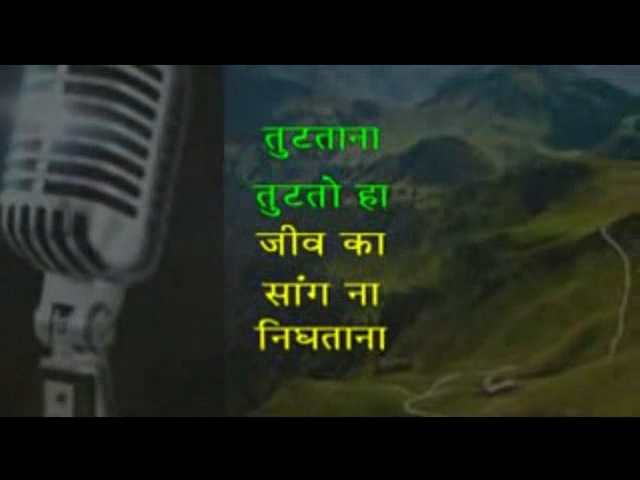 तुटताना
तुटतो हा
जीव का
सांग ना
निघताना